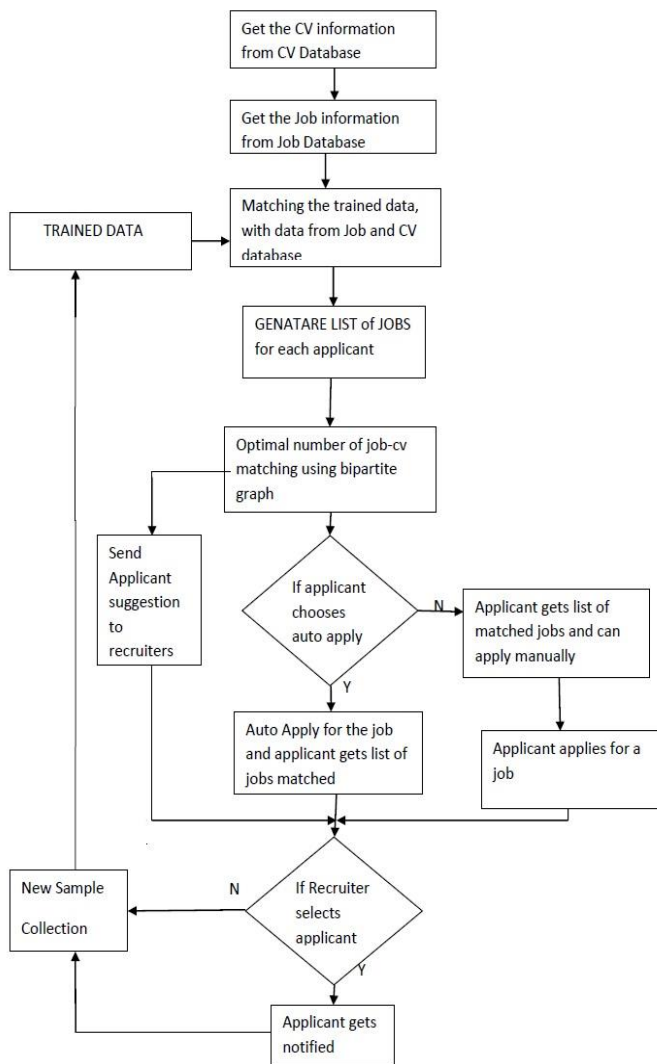 Get the CV information
from CV Database
Get the Job information
from Job Database
Matching the trained data,
with data from Job and CV
database
TRAINED DATA
GENATARE LIST of JOBS
for each applicant
Optimal number of job-cv
matching using bipartite
graph
Send
Applicant
suggestion
to
recruiters
If applicant
chooses
auto apply
N
Applicant gets list of
matched jobs and can
apply manually
Y
Auto Apply for the job
and applicant gets list of
jobs matched
Applicant applies for a
job
If Recruiter
selects
applicant
N
New Sample
Collection
Y
Applicant gets
notified